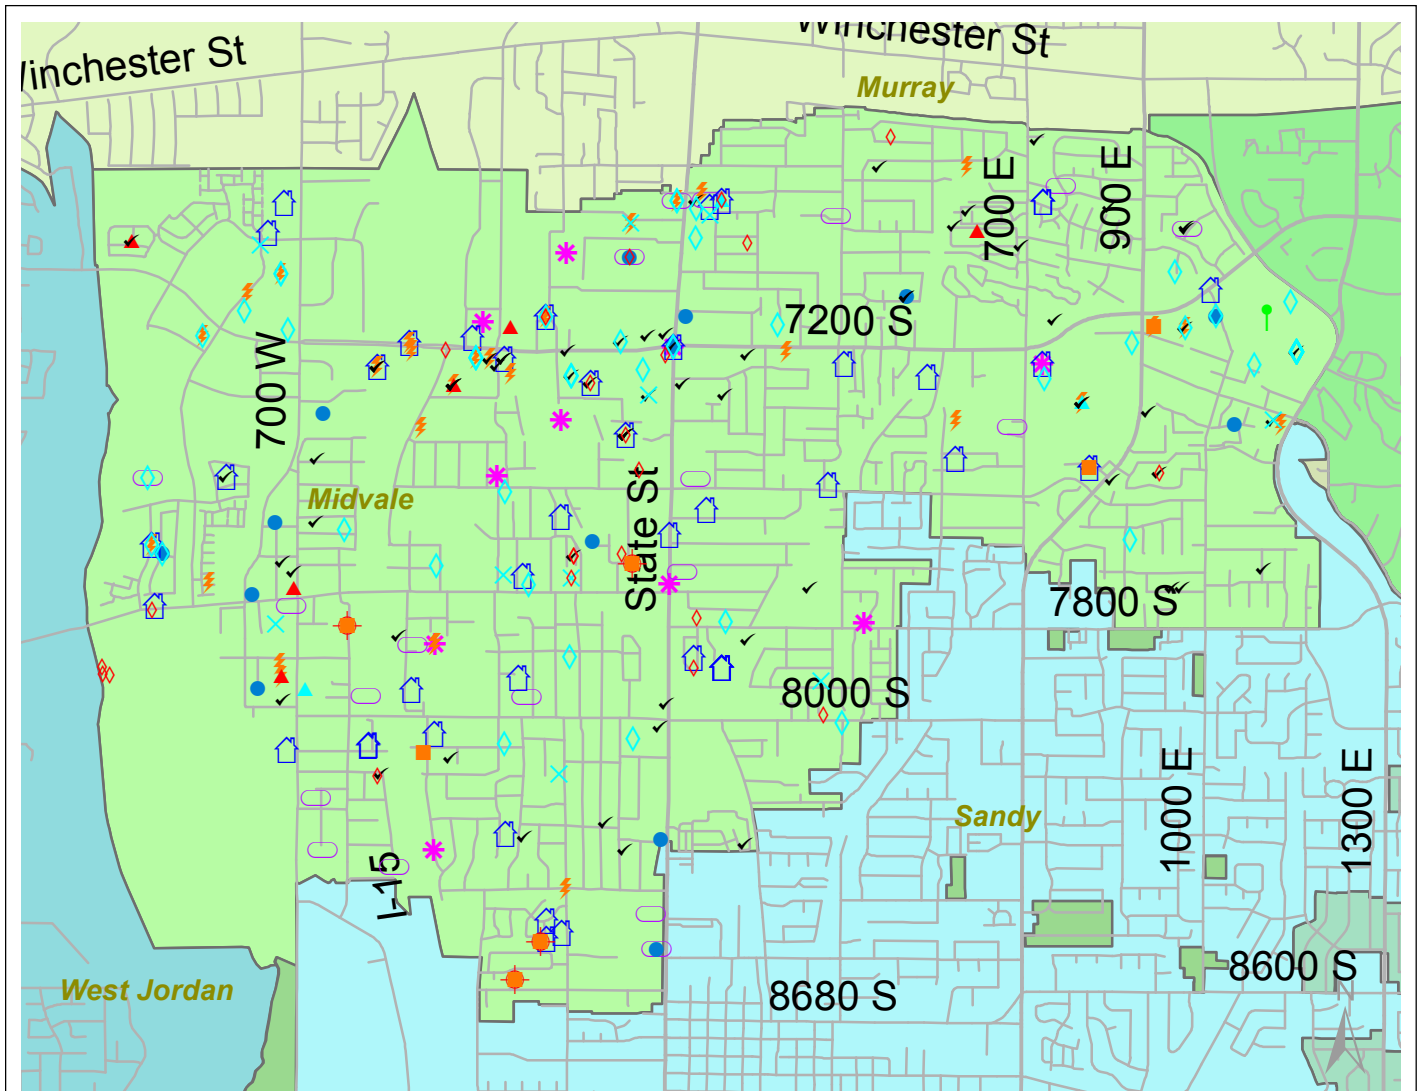 Winchester St
Winchester St
Murray
700 E
900 E
7200 S
700 W
Midvale
State St
7800 S
8000 S
Sandy
1000 E
1300 E
I-15
West Jordan
8600 S
8680 S